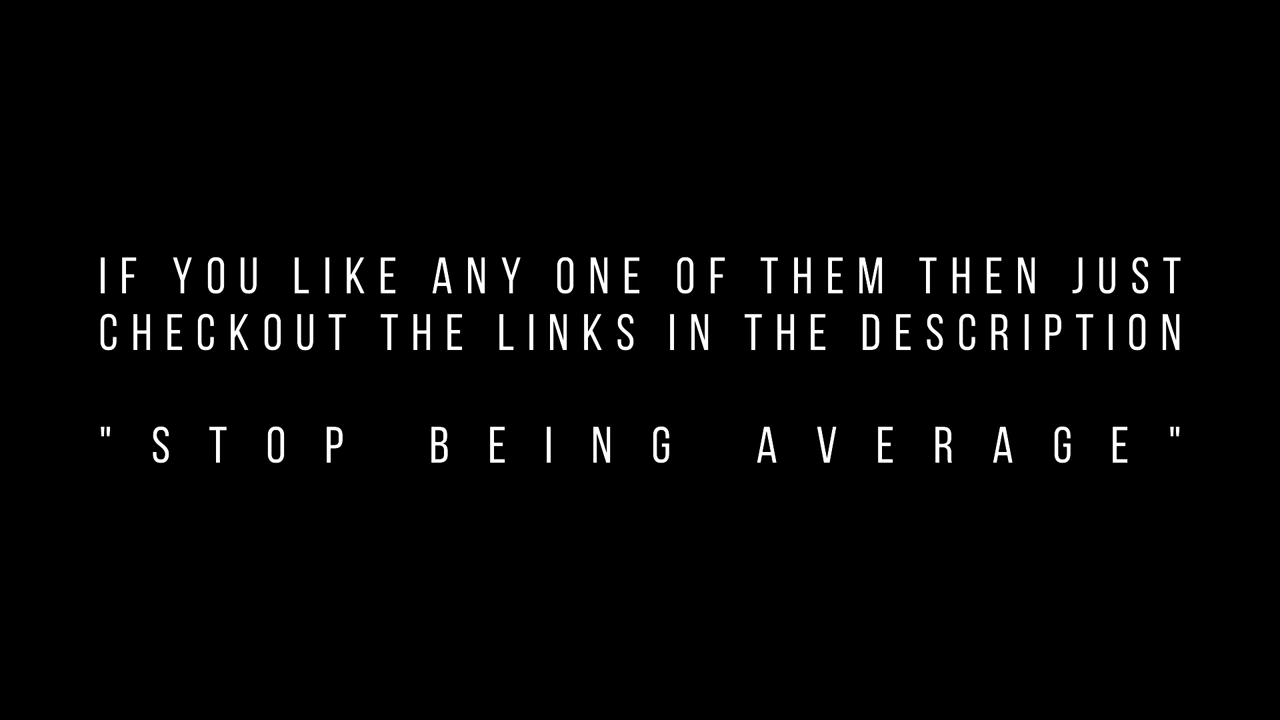 IF YOU LIKE ANY ONE OF THEM THEN JUST
CHECKOUT THE LINKS IN THE DESCRIPTION
"STOP BEING AVERAGE"